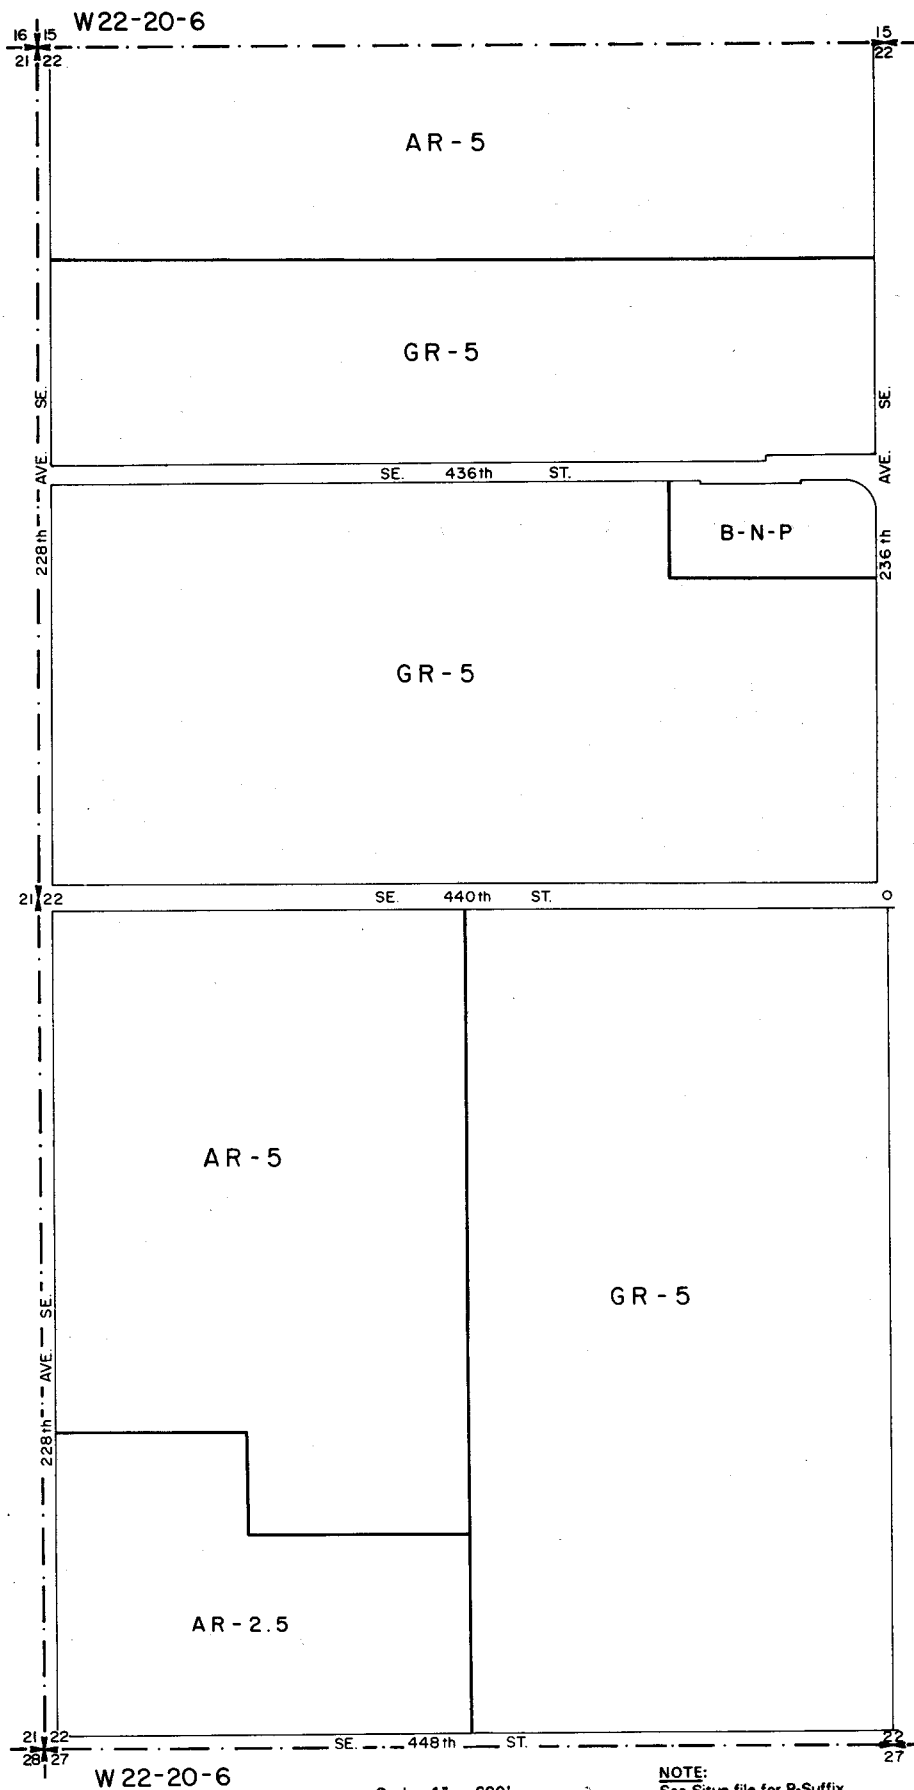 W22-20-6
16 15
15
21 22
22
AR-5
GR-5
228th AVE. SE.
236th AVE. SE.
SE. 436th ST.
B-N-P
GR-5
21 22
SE. 440th ST.
O
AR-5
GR-5
228th AVE. SE.
AR-2.5
21 22
22
28 27
SE. 448th ST.
27
W 22-20-6
NOTE: